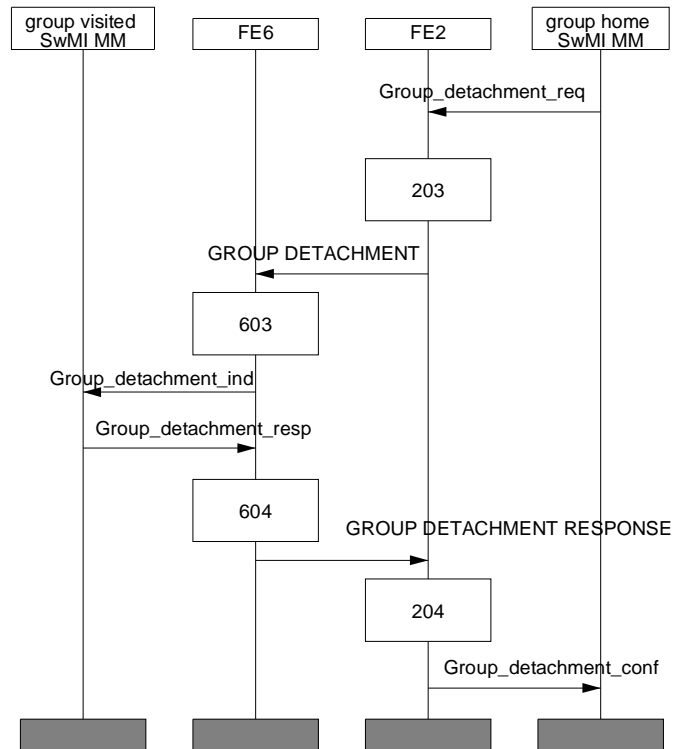 group visited
SwMI MM
FE6
FE2
group home
SwMI MM
Group_detachment_req
203
GROUP DETACHMENT
603
Group_detachment_ind
Group_detachment_resp
604
GROUP DETACHMENT RESPONSE
204
Group_detachment_conf